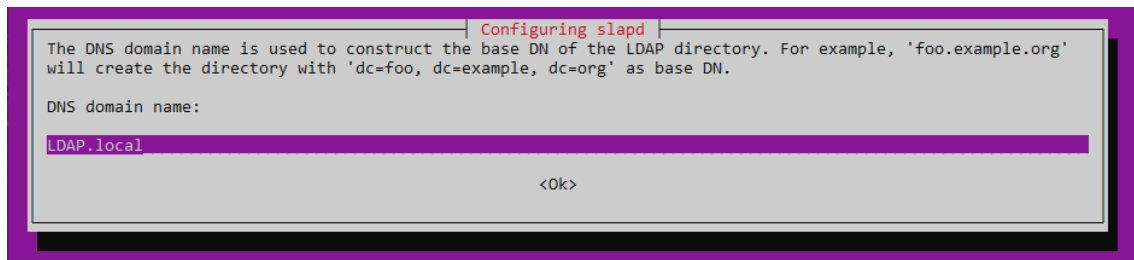 Configuring slapd
The DNS domain name is used to construct the base DN of the LDAP directory. For example, 'foo.example.org'
will create the directory with 'dc=foo, dc=example, dc=org' as base DN.
DNS domain name:
LDAP.local
<Ok>